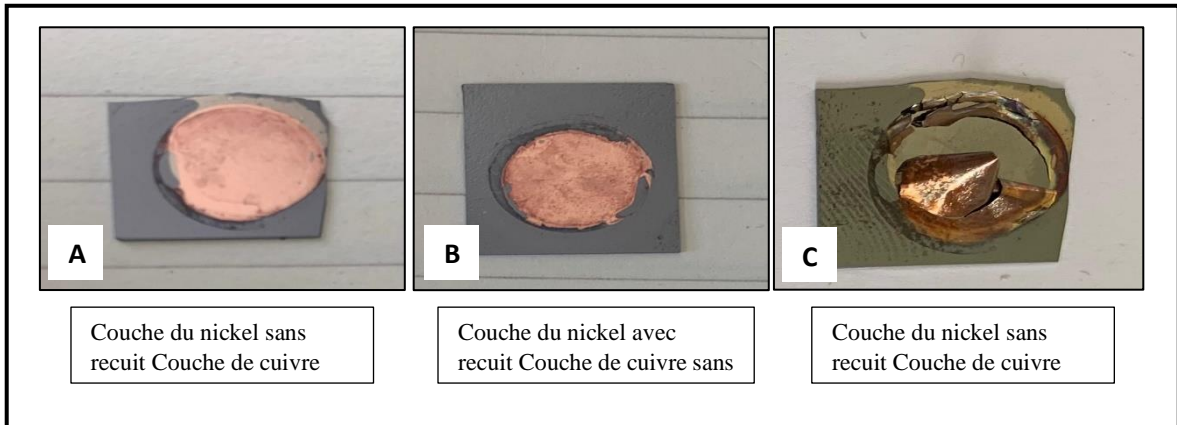 A
B
C
Couche du nickel sans
recuit Couche de cuivre
Couche du nickel avec
recuit Couche de cuivre sans
Couche du nickel sans
recuit Couche de cuivre